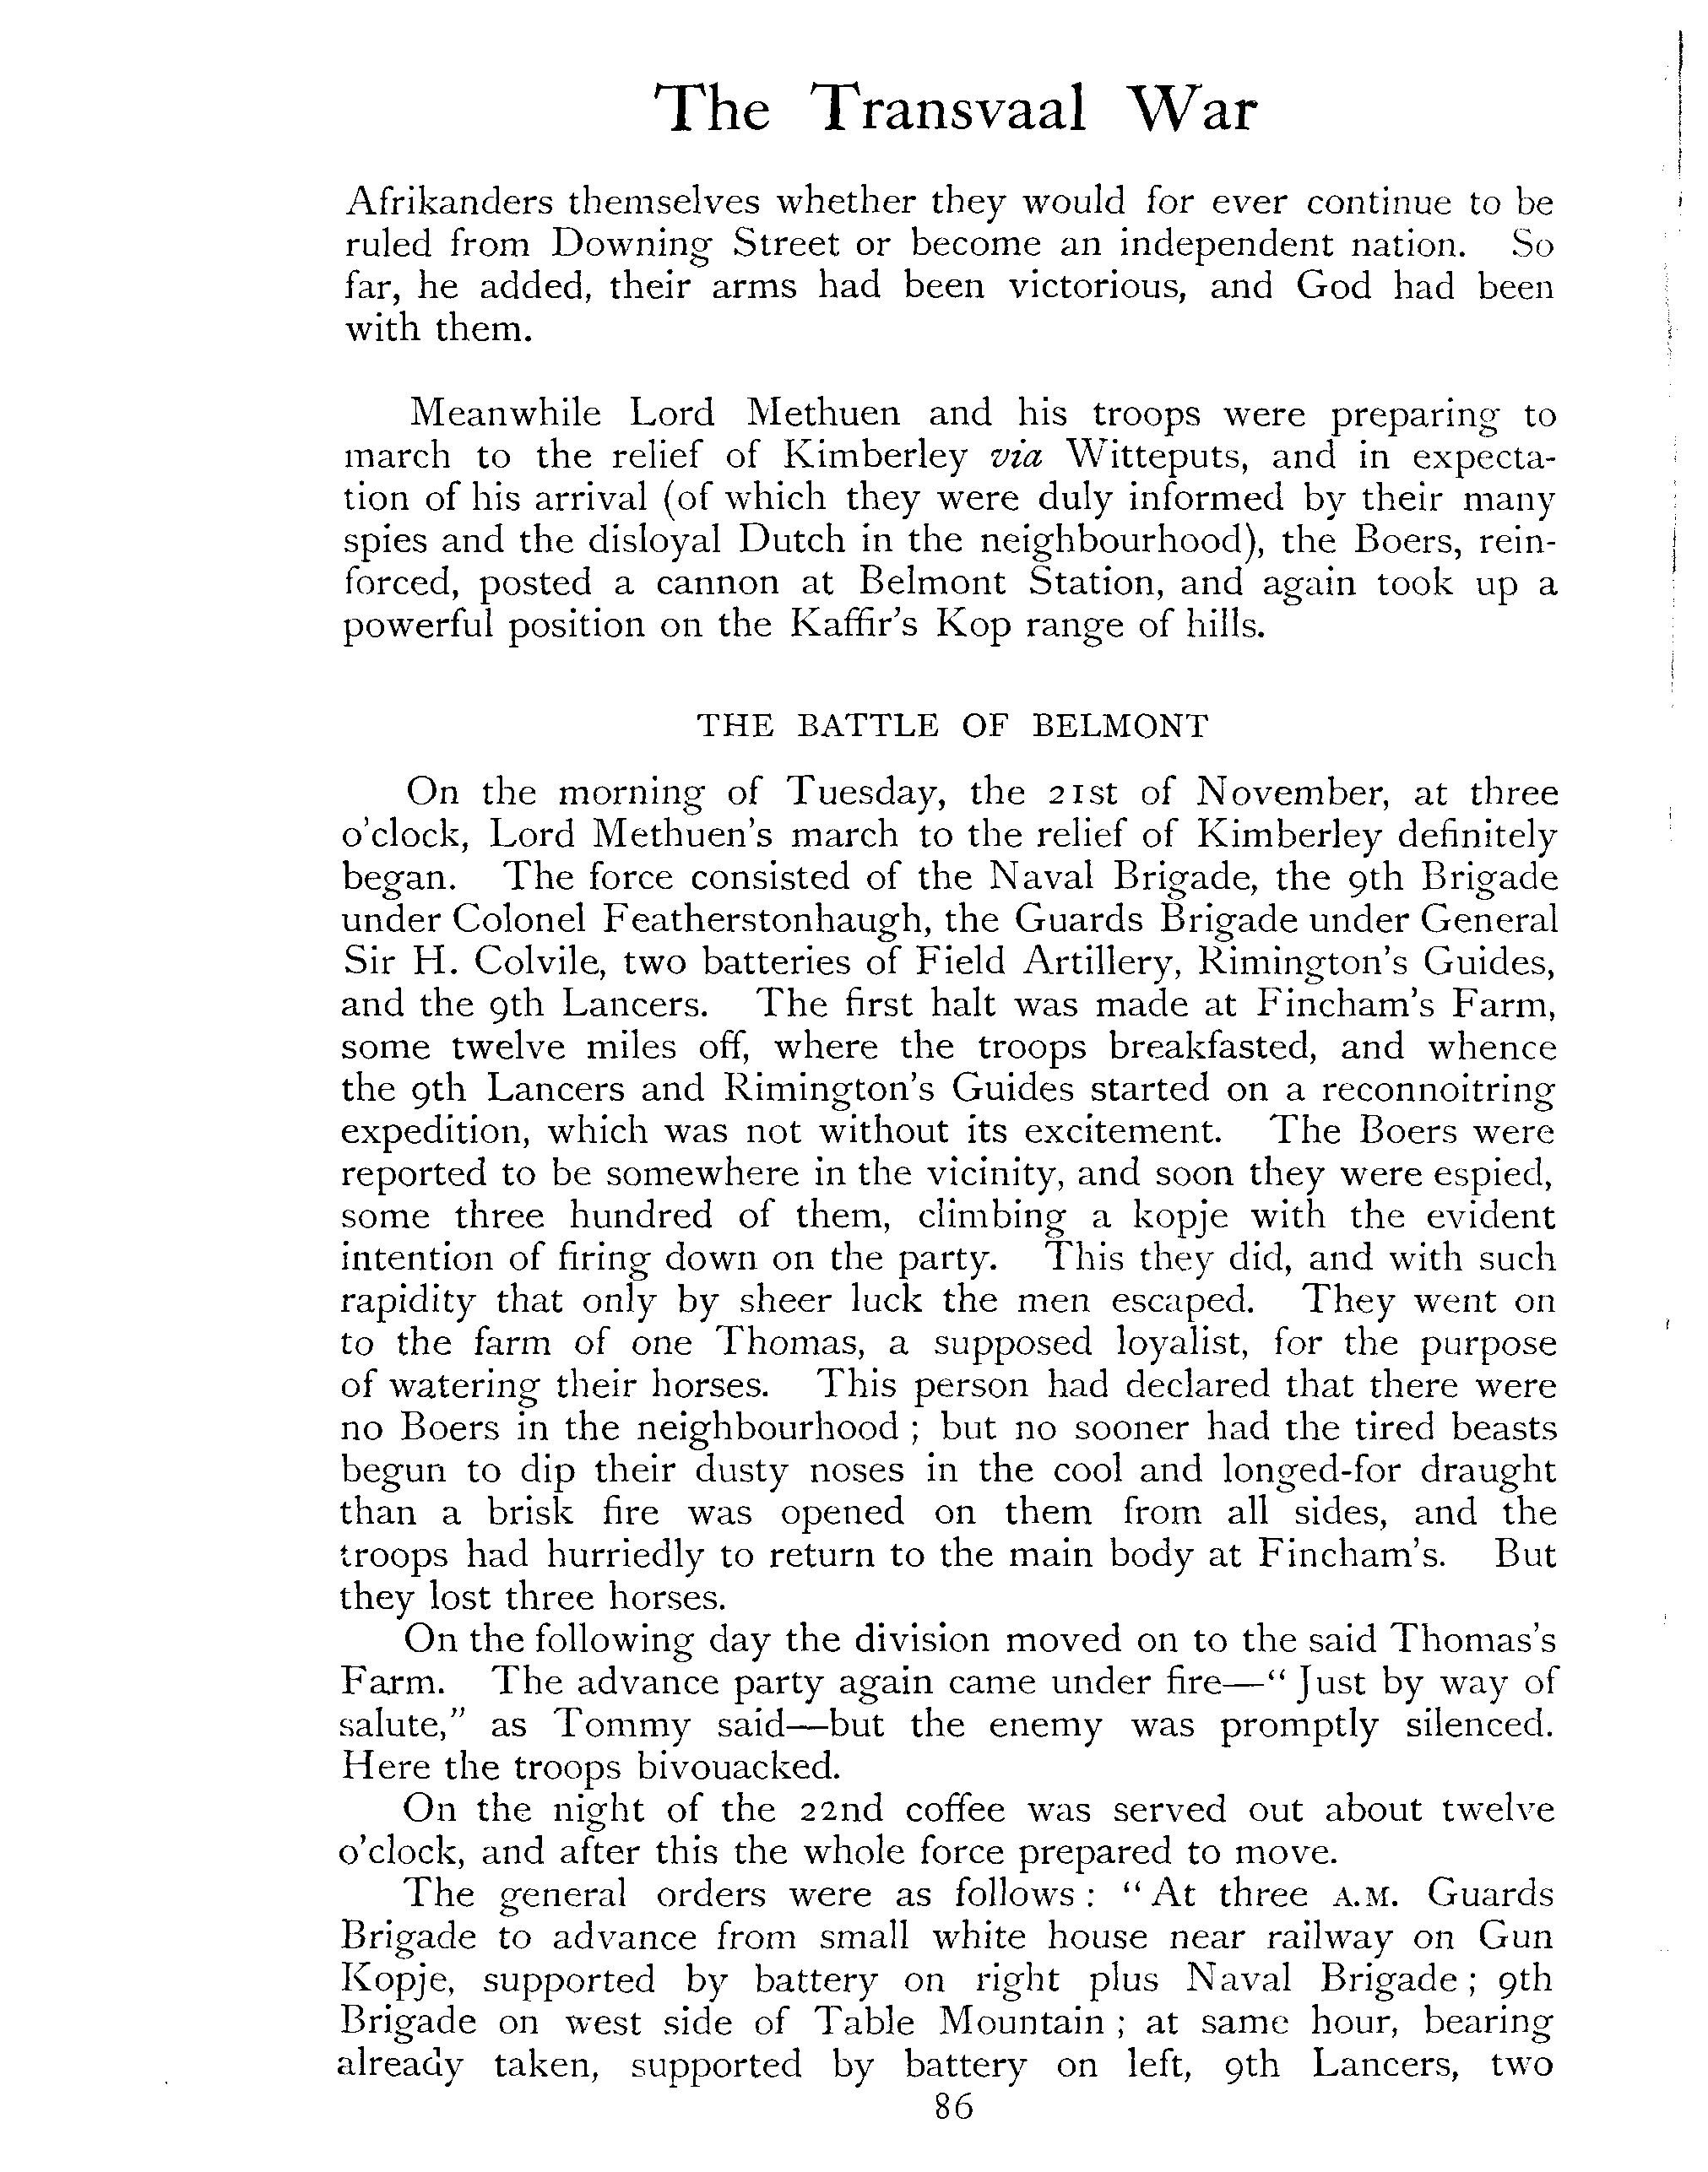 The Transvaal War
Afrikanders themselves whether they would for ever continue to be
ruled from Downing Street or become an independent nation. So
far, he added, their arms had been victorious, and God had been
with them.
Meanwhile Lord Methuen and his troops were preparing to
march to the relief of Kimberley via Witteputs, and in expecta-
tion of his arrival (of which they were duly informed by their many
spies and the disloyal Dutch in the neighbourhood), the Boers, rein-
forced, posted a cannon at Belmont Station, and again took up a
powerful position on the Kaffir's Kop range of hills.
THE BATTLE OF BELMONT
On the morning of Tuesday, the 21st of November, at three
o'clock, Lord Methuen's march to the relief of Kimberley definitely
began. The force consisted of the Naval Brigade, the 9th Brigade
under Colonel Featherstonhaugh, the Guards Brigade under General
Sir H. Colvile, two batteries of Field Artillery, Rimington's Guides,
and the 9th Lancers. The first halt was made at Fincham's Farm,
some twelve miles off, where the troops breakfasted, and whence
the 9th Lancers and Rimington's Guides started on a reconnoitring
expedition, which was not without its excitement. The Boers were
reported to be somewhere in the vicinity, and soon they were espied,
some three hundred of them, climbing a kopje with the evident
intention of firing down on the party. This they did, and with such
rapidity that only by sheer luck the men escaped. They went on
to the farm of one Thomas, a supposed loyalist, for the purpose
of watering their horses. This person had declared that there were
no Boers in the neighbourhood ; but no sooner had the tired beasts
begun to dip their dusty noses in the cool and longed-for draught
than a brisk fire was opened on them from all sides, and the
troops had hurriedly to return to the main body at Fincham's. But
they lost three horses.
On the following day the division moved on to the said Thomas's
Farm. The advance party again came under fire—“ Just by way of
salute,” as Tommy said—but the enemy was promptly silenced.
Here the troops bivouacked.
On the night of the 22nd coffee was served out about twelve
o'clock, and after this the whole force prepared to move.
The general orders were as follows : “ At three A.M. Guards
Brigade to advance from small white house near railway on Gun
Kopje, supported by battery on right plus Naval Brigade ; 9th
Brigade on west side of Table Mountain ; at same hour, bearing
already taken, supported by battery on left, 9th Lancers, two
86